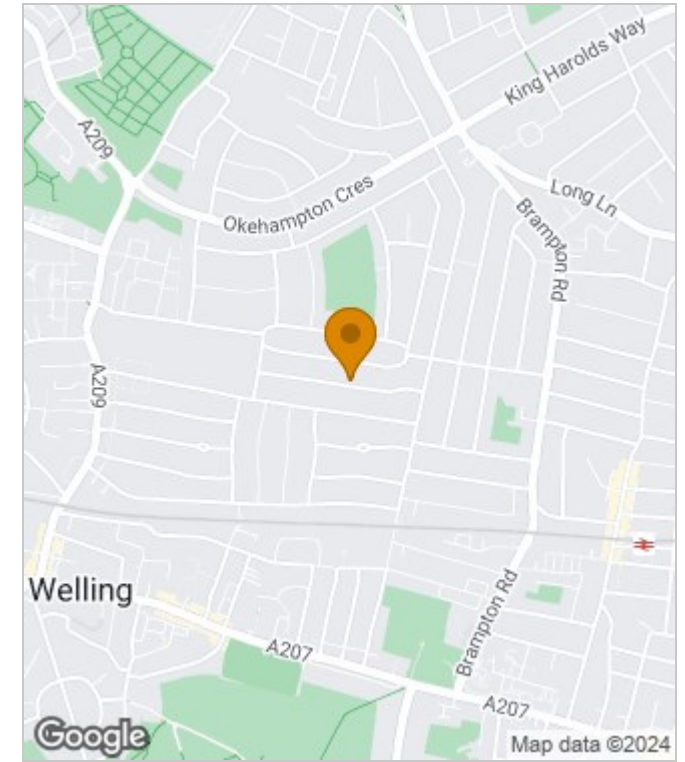 King Harolds Way
A209
Okehampton Cres
Long Ln
Brampton Rd
A209
Welling
A207
Brampton Rd
A207
Google
Map data ©2024